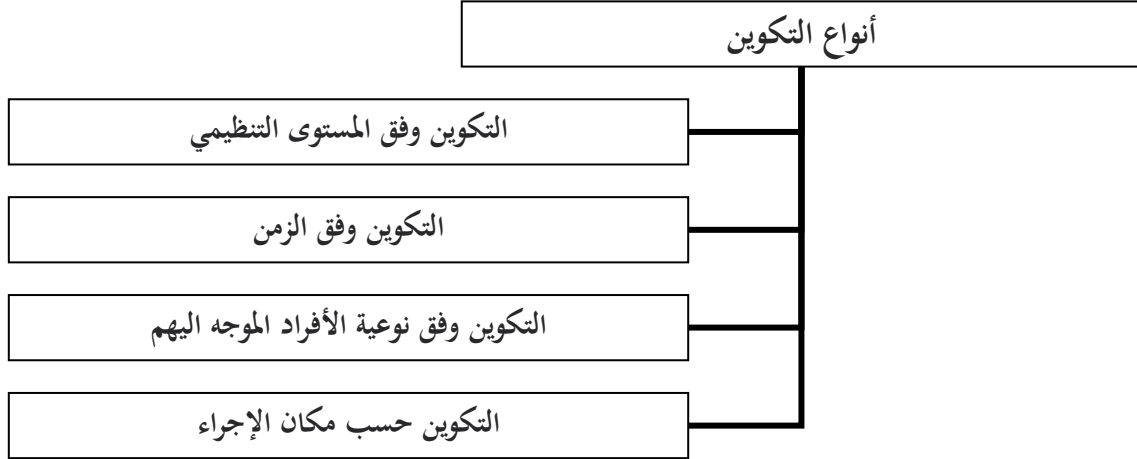 أنواع التكوين
التكوين وفق المستوى التنظيمي
التكوين وفق الزمن
التكوين وفق نوعية الأفراد الموجه اليهم
التكوين حسب مكان الإجراء